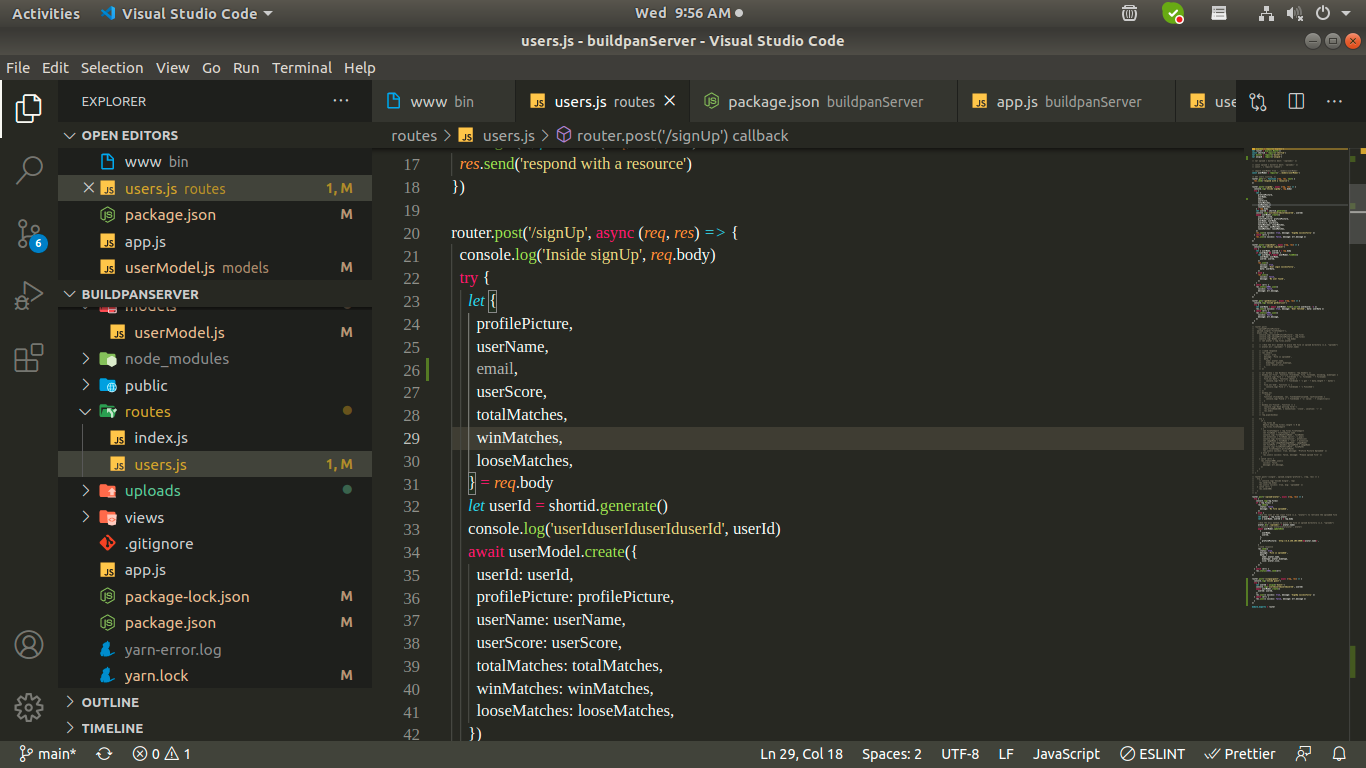 Activities Visual Studio Code Wed 9:56 AM
users.js - buildpanServer - Visual Studio Code
File Edit Selection View Go Run Terminal Help
EXPLORER ...
OPEN EDITORS
www bin
users.js routes 1, M
package.json M
app.js
userModel.js models M
BUILDPANSERVER
models
userModel.js M
node_modules
public
routes
index.js
users.js 1, M
uploads
views
.gitignore
app.js
package-lock.json M
package.json M
yarn-error.log
yarn.lock M
OUTLINE
TIMELINE
6
www bin users.js routes package.json buildpanServer app.js buildpanServer use
routes > users.js > router.post('/signUp') callback
17 res.send('respond with a resource')
18 })
19
20 router.post('/signUp', async (req, res) => {
21 console.log('Inside signUp', req.body)
22 try {
23 let {
24 profilePicture,
25 userName,
26 email,
27 userScore,
28 totalMatches,
29 winMatches,
30 looseMatches,
31 } = req.body
32 let userId = shortid.generate()
33 console.log('userIduserIduserIduserId', userId)
34 await userModel.create({
35 userId: userId,
36 profilePicture: profilePicture,
37 userName: userName,
38 userScore: userScore,
39 totalMatches: totalMatches,
40 winMatches: winMatches,
41 looseMatches: looseMatches,
42 })
main* 0 1 Ln 29, Col 18 Spaces: 2 UTF-8 LF JavaScript ESLINT Prettier